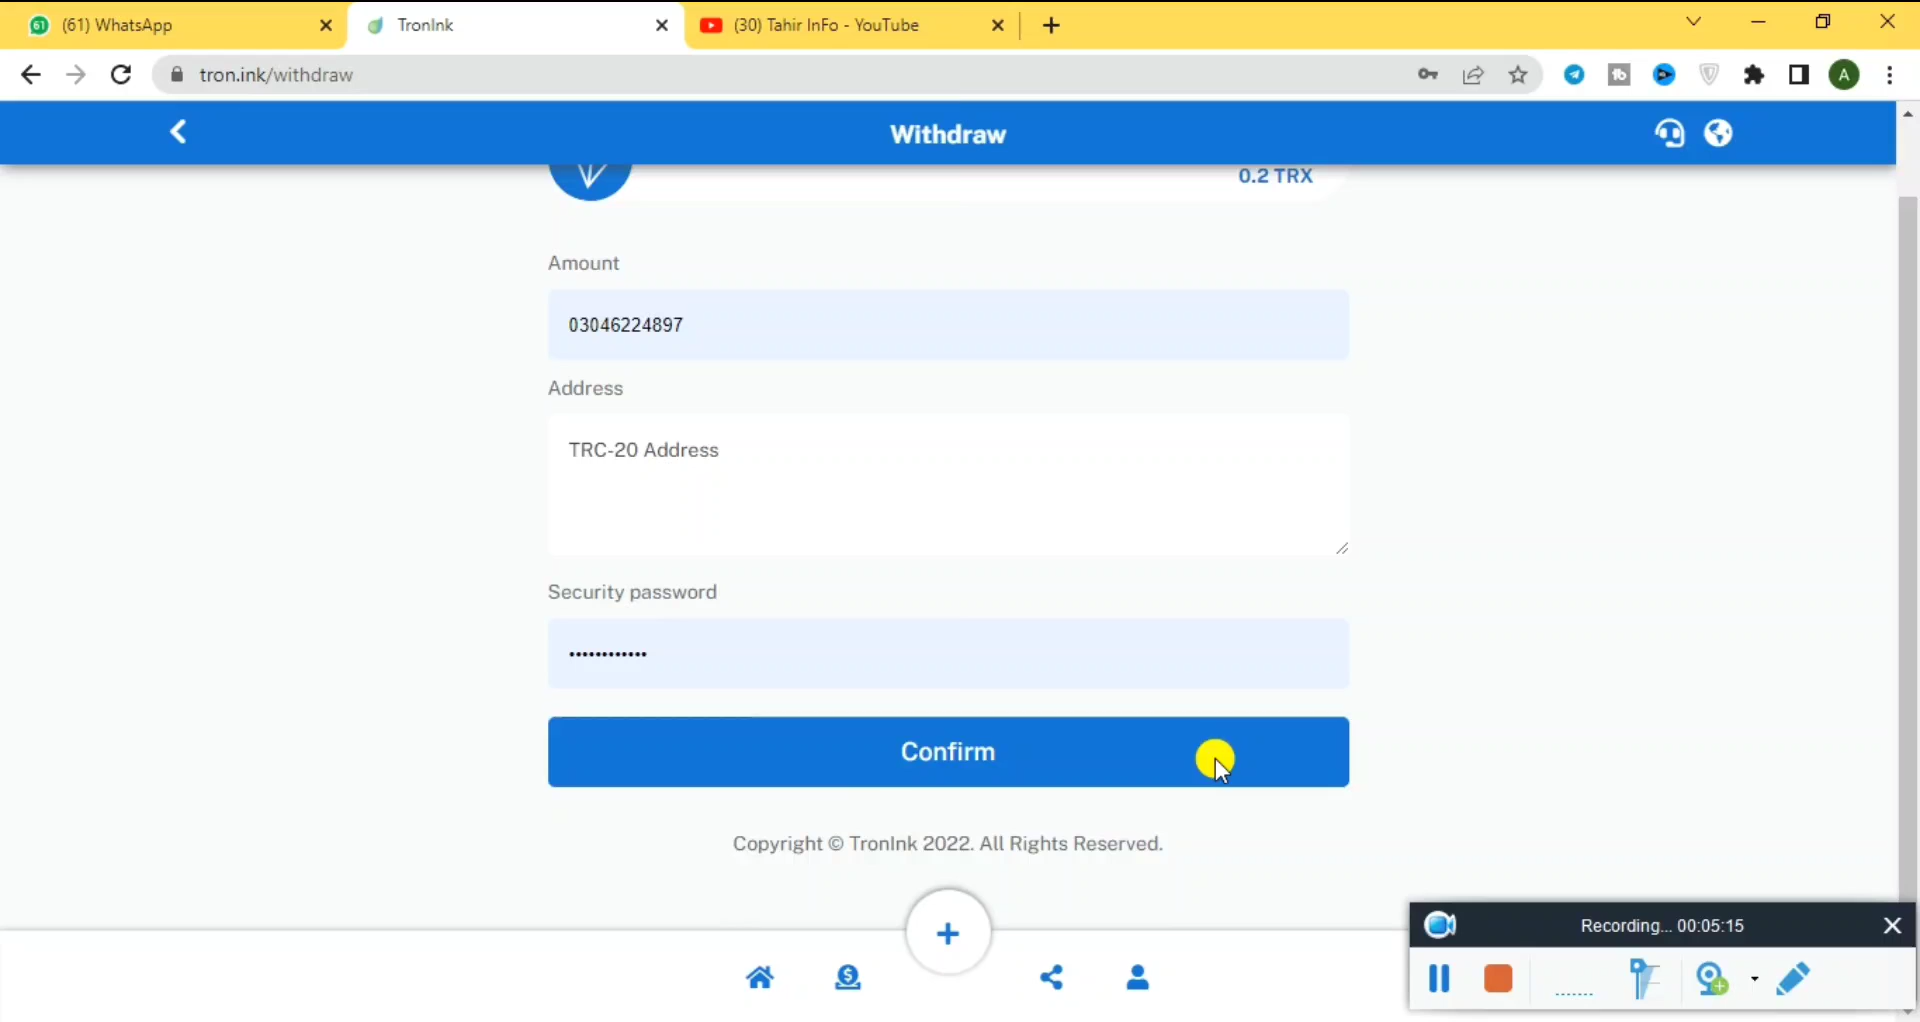 61
(61) WhatsApp
TronInk
(30) Tahir InFo - YouTube
tron.ink/withdraw
A
Withdraw
0.2 TRX
Amount
03046224897
Address
TRC-20 Address
Security password
••••••••••••
Confirm
Copyright © TronInk 2022. All Rights Reserved.
+
Recording... 00:05:15